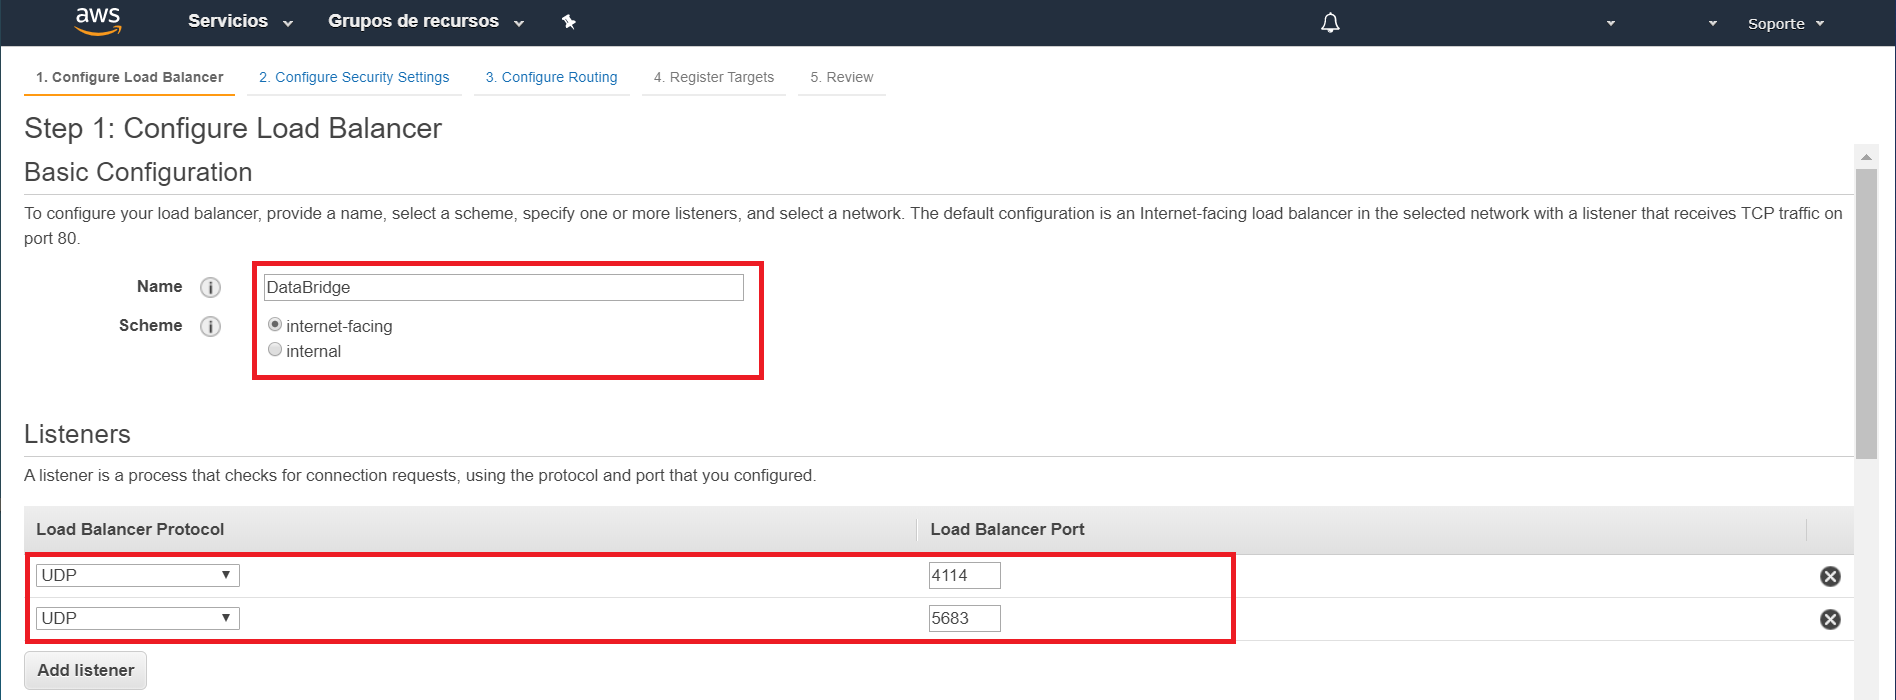 aws Servicios Grupos de recursos Soporte
1. Configure Load Balancer 2. Configure Security Settings 3. Configure Routing 4. Register Targets 5. Review
Step 1: Configure Load Balancer
Basic Configuration
To configure your load balancer, provide a name, select a scheme, specify one or more listeners, and select a network. The default configuration is an Internet-facing load balancer in the selected network with a listener that receives TCP traffic on
port 80.
Name i DataBridge
Scheme i internet-facing
internal
Listeners
A listener is a process that checks for connection requests, using the protocol and port that you configured.
Load Balancer Protocol Load Balancer Port
UDP 4114
UDP 5683
Add listener